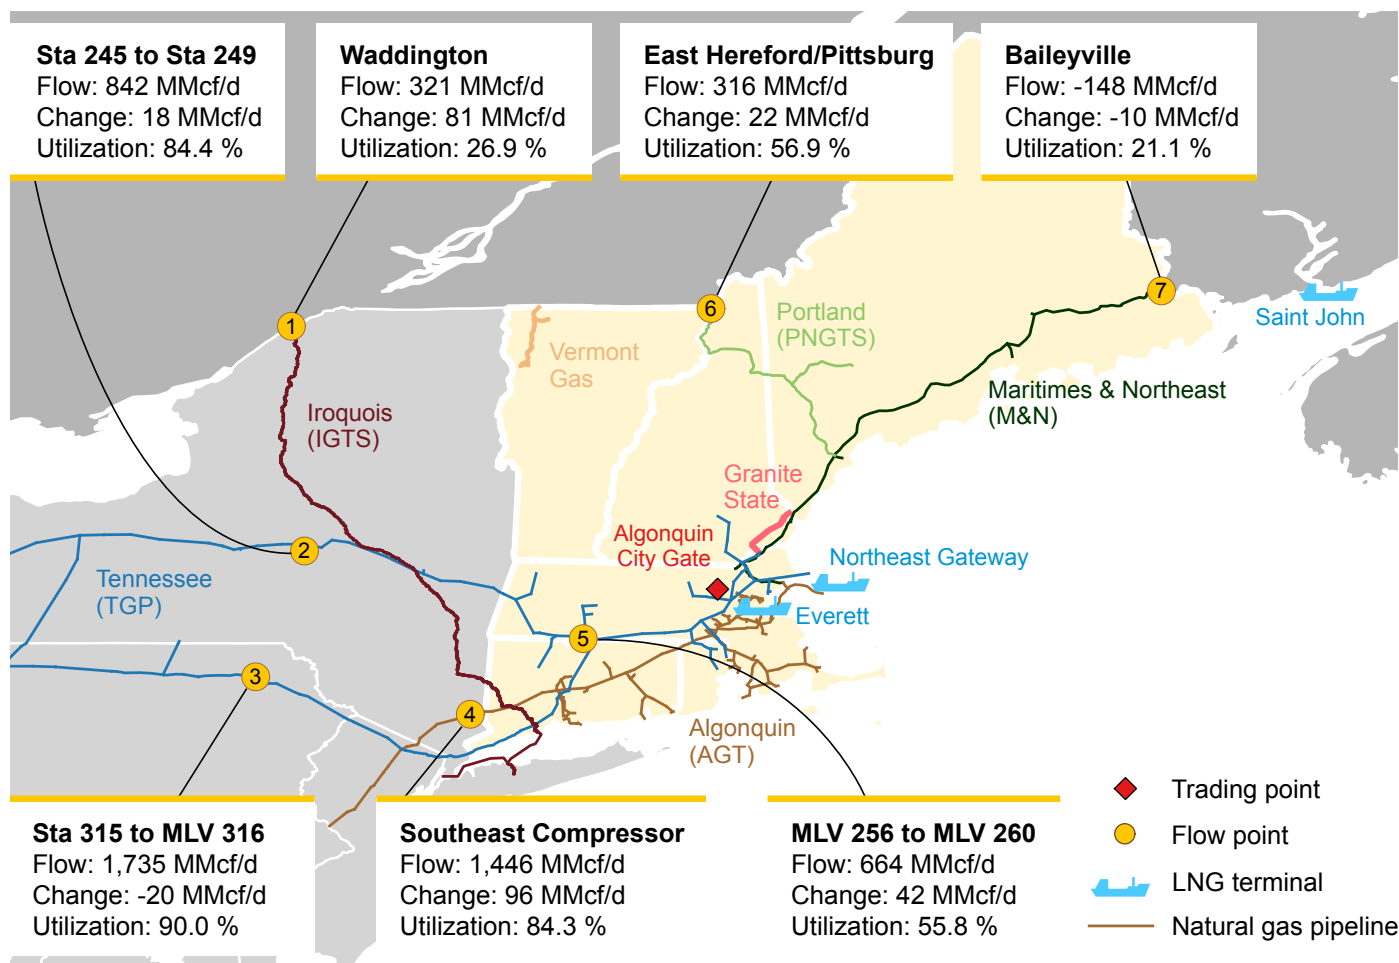 Sta 245 to Sta 249
Flow: 842 MMcf/d
Change: 18 MMcf/d
Utilization: 84.4 %
Waddington
Flow: 321 MMcf/d
Change: 81 MMcf/d
Utilization: 26.9 %
East Hereford/Pittsburg
Flow: 316 MMcf/d
Change: 22 MMcf/d
Utilization: 56.9 %
Baileyville
Flow: -148 MMcf/d
Change: -10 MMcf/d
Utilization: 21.1 %
7
6
1
Saint John
Portland
(PNGTS)
Vermont
Gas
Maritimes & Northeast
(M&N)
Iroquois
(IGTS)
Granite
State
Algonquin
City Gate
2
Northeast Gateway
Tennessee
(TGP)
Everett
5
3
4
Algonquin
(AGT)
Sta 315 to MLV 316
Flow: 1,735 MMcf/d
Change: -20 MMcf/d
Utilization: 90.0 %
Southeast Compressor
Flow: 1,446 MMcf/d
Change: 96 MMcf/d
Utilization: 84.3 %
MLV 256 to MLV 260
Flow: 664 MMcf/d
Change: 42 MMcf/d
Utilization: 55.8 %
Trading point
Flow point
LNG terminal
Natural gas pipeline